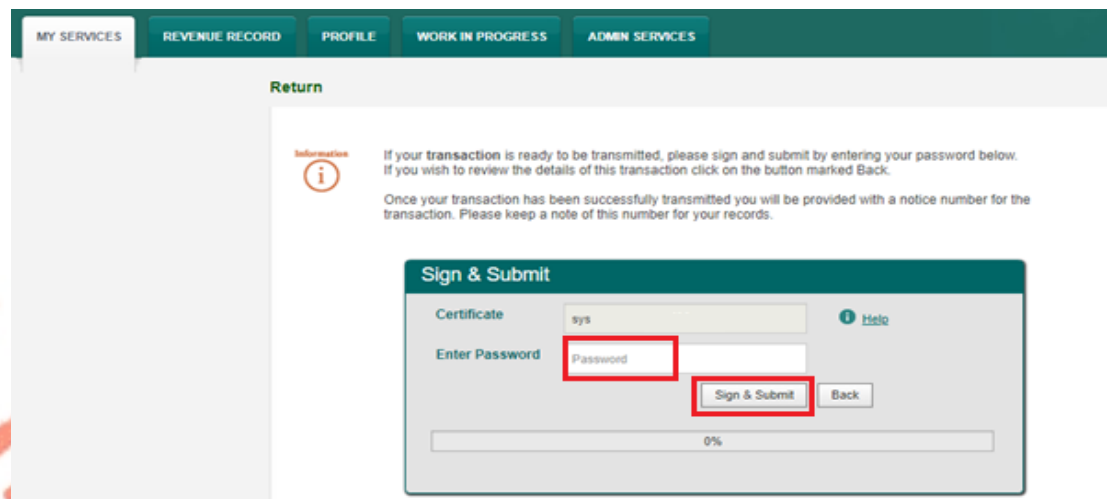 MY SERVICES REVENUE RECORD PROFILE WORK IN PROGRESS ADMIN SERVICES
Return
Information
If your transaction is ready to be transmitted, please sign and submit by entering your password below.
If you wish to review the details of this transaction click on the button marked Back.
Once your transaction has been successfully transmitted you will be provided with a notice number for the
transaction. Please keep a note of this number for your records.
Sign & Submit
Certificate sys Help
Enter Password Password
Sign & Submit Back
0%